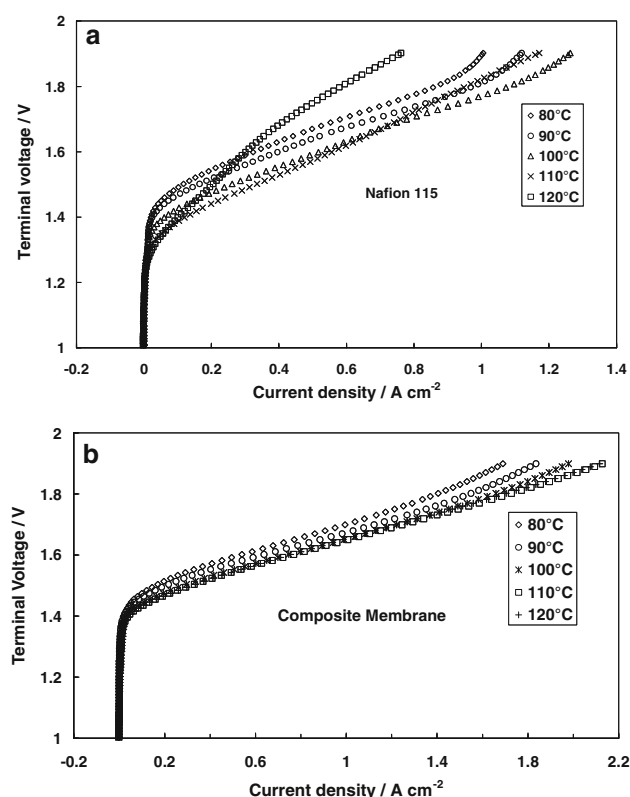 a
2
1.8
1.6
1.4
1.2
1
-0.2 0 0.2 0.4 0.6 0.8 1 1.2 1.4
Terminal voltage / V
Current density / A cm⁻²
80°C
90°C
100°C
110°C
120°C
Nafion 115
b
2
1.8
1.6
1.4
1.2
1
-0.2 0.2 0.6 1 1.4 1.8 2.2
Terminal Voltage / V
Current density / A cm⁻²
80°C
90°C
100°C
110°C
120°C
Composite Membrane